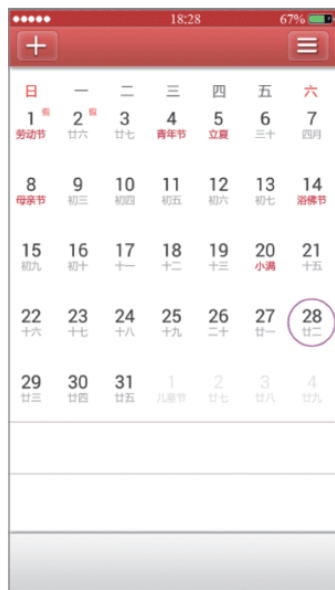 18:28 67%
日 一 二 三 四 五 六
1 假 2 假 3 4 5 6 7
劳动节 廿六 廿七 青年节 立夏 三十 四月
8 9 10 11 12 13 14
母亲节 初三 初四 初五 初六 初七 浴佛节
15 16 17 18 19 20 21
初九 初十 十一 十二 十三 小满 十五
22 23 24 25 26 27 28
十六 十七 十八 十九 二十 廿一 廿二
29 30 31 1 2 3 4
廿三 廿四 廿五 儿童节 廿七 廿八 廿九